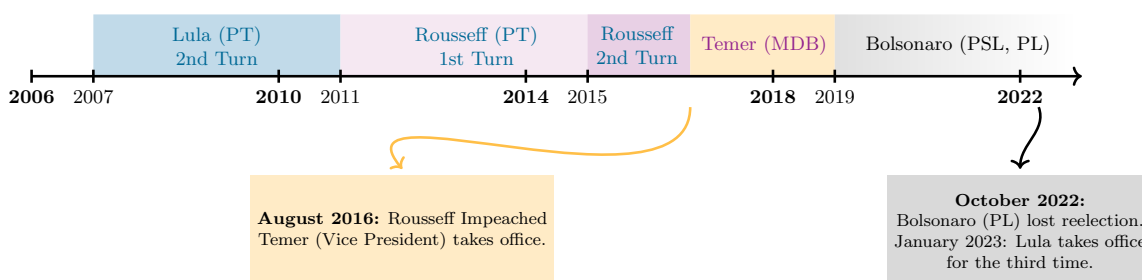 Lula (PT)
2nd Turn
Rousseff (PT)
1st Turn
Rousseff
2nd Turn
Temer (MDB)
Bolsonaro (PSL, PL)
2006 2007 2010 2011 2014 2015 2018 2019 2022
August 2016: Rousseff Impeached
Temer (Vice President) takes office.
October 2022:
Bolsonaro (PL) lost reelection.
January 2023: Lula takes office
for the third time.